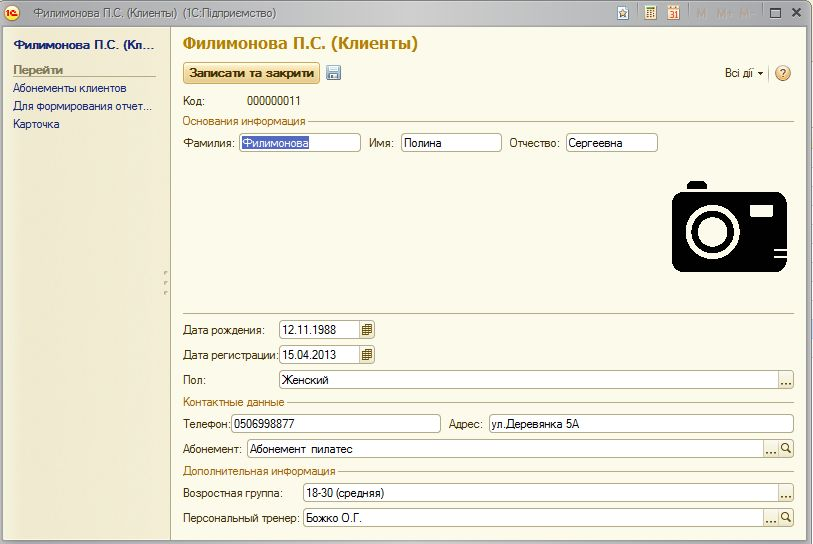 Филимонова П.С. (Клиенты) (1С:Підприємство)
31 M M+ M-
Филимонова П.С. (Кл...
Перейти
Абонементы клиентов
Для формирования отчет...
Карточка
Филимонова П.С. (Клиенты)
Записати та закрити
Всі дії
?
Код: 000000011
Основания информация
Фамилия: Филимонова Имя: Полина Отчество: Сергеевна
Дата рождения: 12.11.1988
Дата регистрации: 15.04.2013
Пол: Женский ...
Контактные данные
Телефон: 0506998877 Адрес: ул.Деревянка 5А
Абонемент: Абонемент пилатес ...
Дополнительная информация
Возростная группа: 18-30 (средняя) ...
Персональный тренер: Божко О.Г. ...